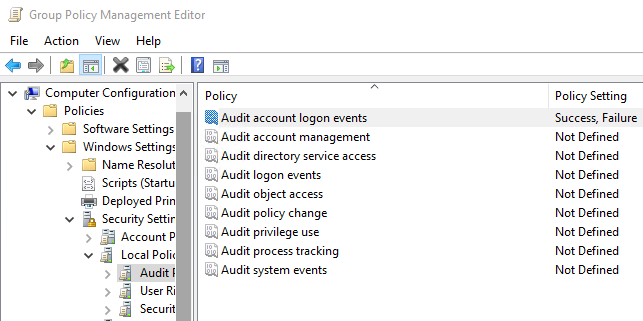 Group Policy Management Editor
File Action View Help
Computer Configuration
Policies
Software Settings
Windows Settings
Name Resolut
Scripts (Startu
Deployed Prin
Security Settin
Account P
Local Polic
Audit P
User Ri
Securit
Policy Policy Setting
Audit account logon events Success, Failure
Audit account management Not Defined
Audit directory service access Not Defined
Audit logon events Not Defined
Audit object access Not Defined
Audit policy change Not Defined
Audit privilege use Not Defined
Audit process tracking Not Defined
Audit system events Not Defined